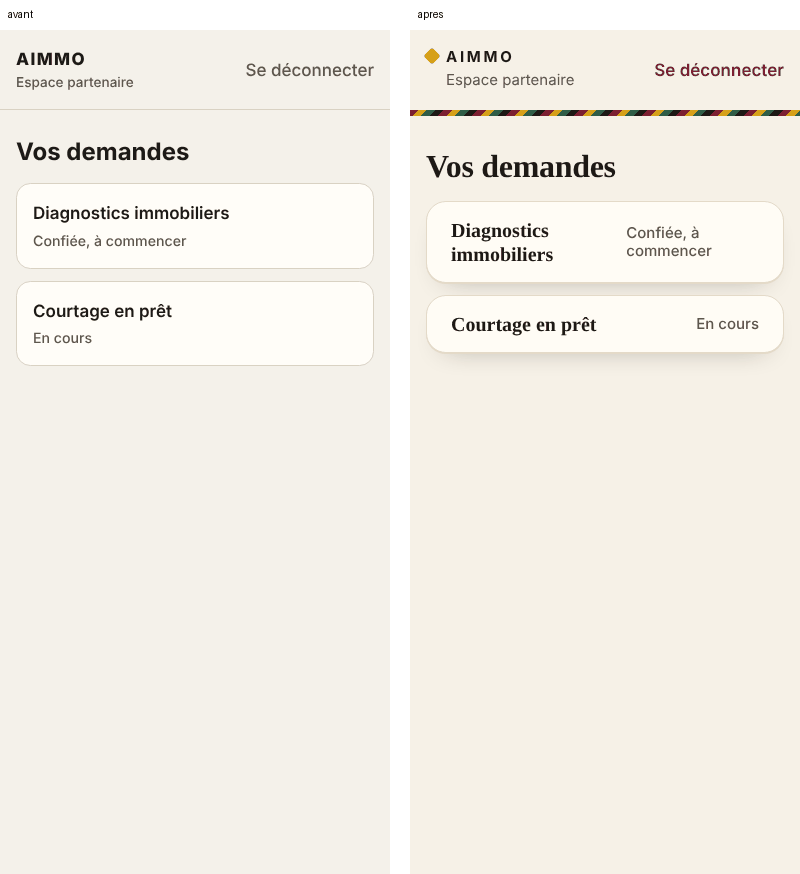 avant
AIMMO
Espace partenaire
Se déconnecter
Vos demandes
Diagnostics immobiliers
Confiée, à commencer
Courtage en prêt
En cours
apres
AIMMO
Espace partenaire
Se déconnecter
Vos demandes
Diagnostics
immobiliers
Confiée, à
commencer
Courtage en prêt
En cours